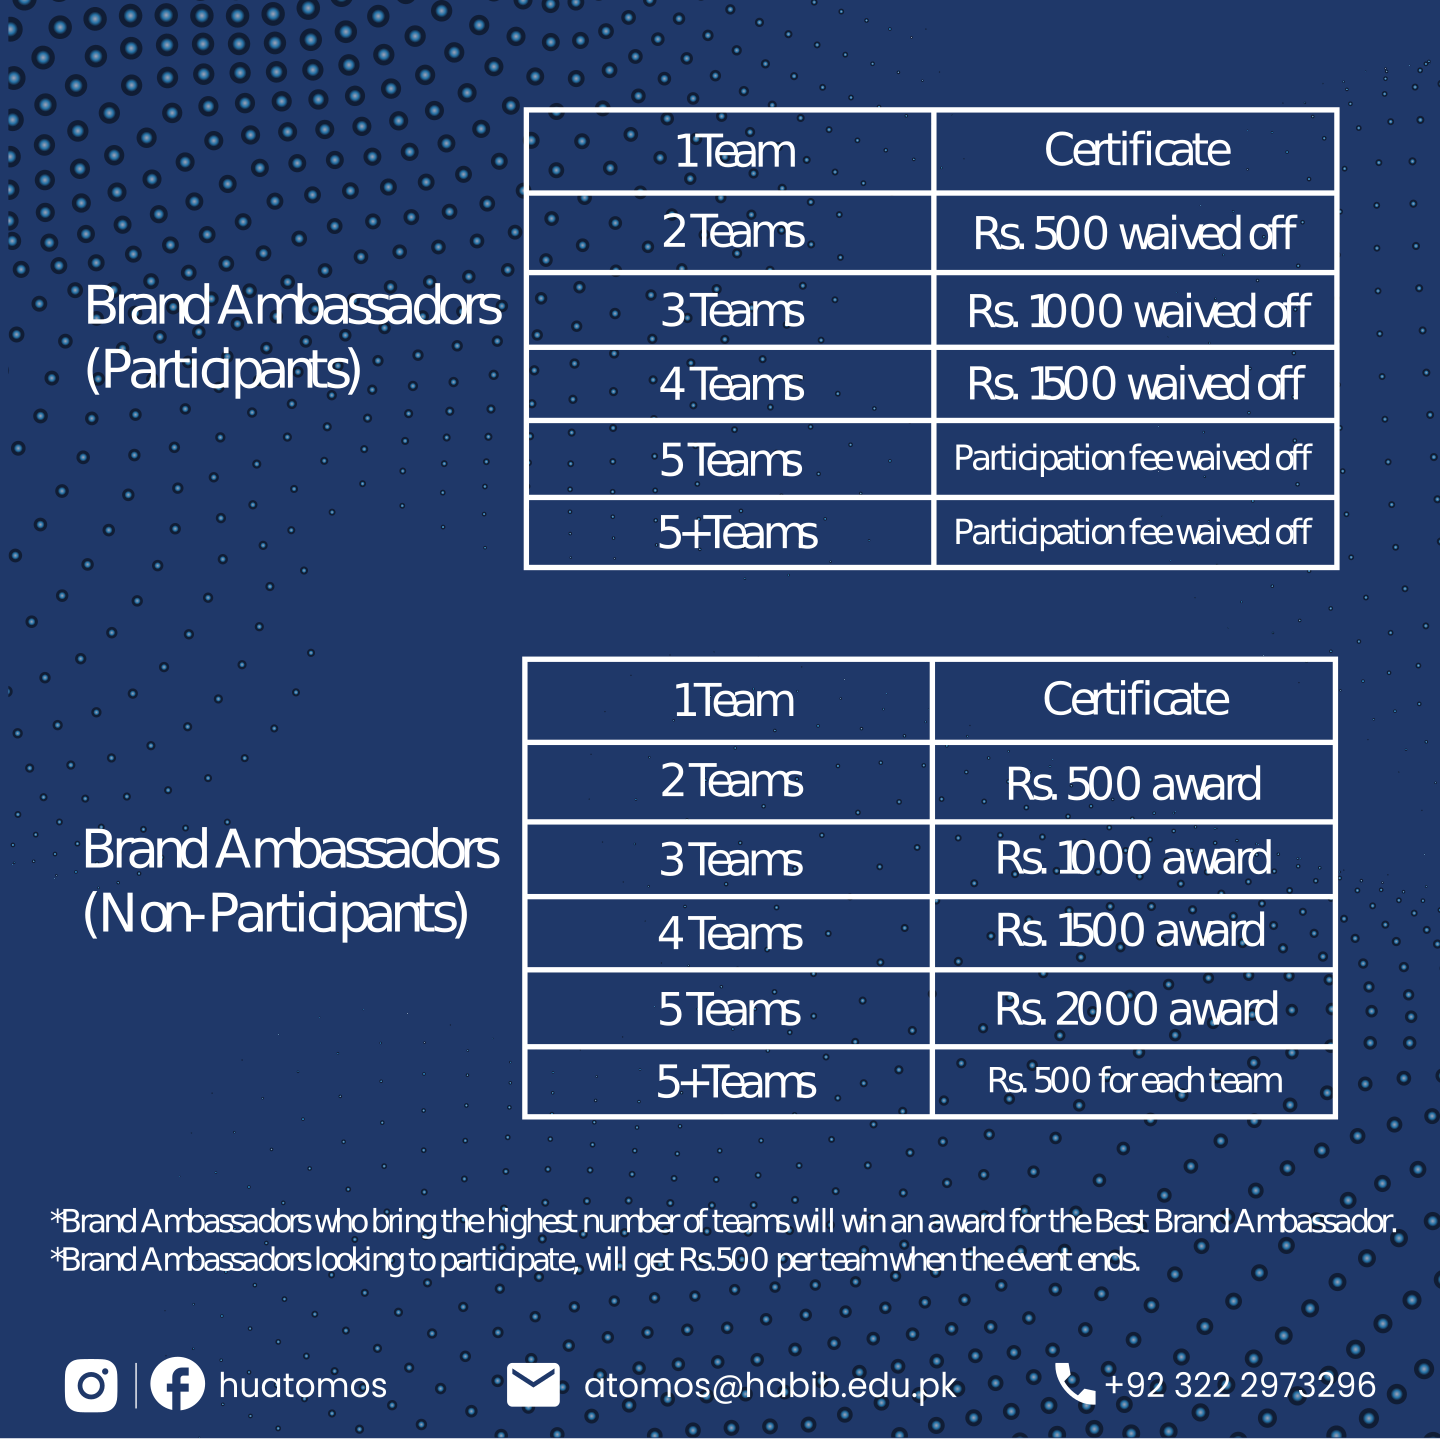 1 Team Certificate
2 Teams Rs. 500 waived off
3 Teams Rs. 1000 waived off
4 Teams Rs. 1500 waived off
5 Teams Participation fee waived off
5+Teams Participation fee waived off
Brand Ambassadors
(Participants)
1 Team Certificate
2 Teams Rs. 500 award
3 Teams Rs. 1000 award
4 Teams Rs. 1500 award
5 Teams Rs. 2000 award
5+Teams Rs. 500 for each team
Brand Ambassadors
(Non-Participants)
*Brand Ambassadors who bring the highest number of teams will win an award for the Best Brand Ambassador.
*Brand Ambassadors looking to participate, will get Rs.500 per team when the event ends.
huatomos atomos@habib.edu.pk +92 322 2973296